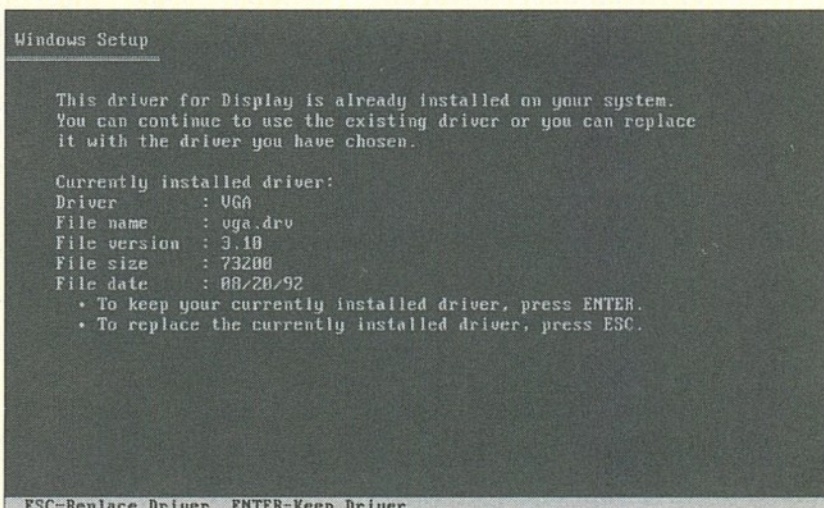 Windows Setup
This driver for Display is already installed on your system.
You can continue to use the existing driver or you can replace
it with the driver you have chosen.
Currently installed driver:
Driver : VGA
File name : vga.drv
File version : 3.10
File size : 73200
File date : 08/20/92
• To keep your currently installed driver, press ENTER.
• To replace the currently installed driver, press ESC.
ESC=Replace Driver ENTER=Keep Driver